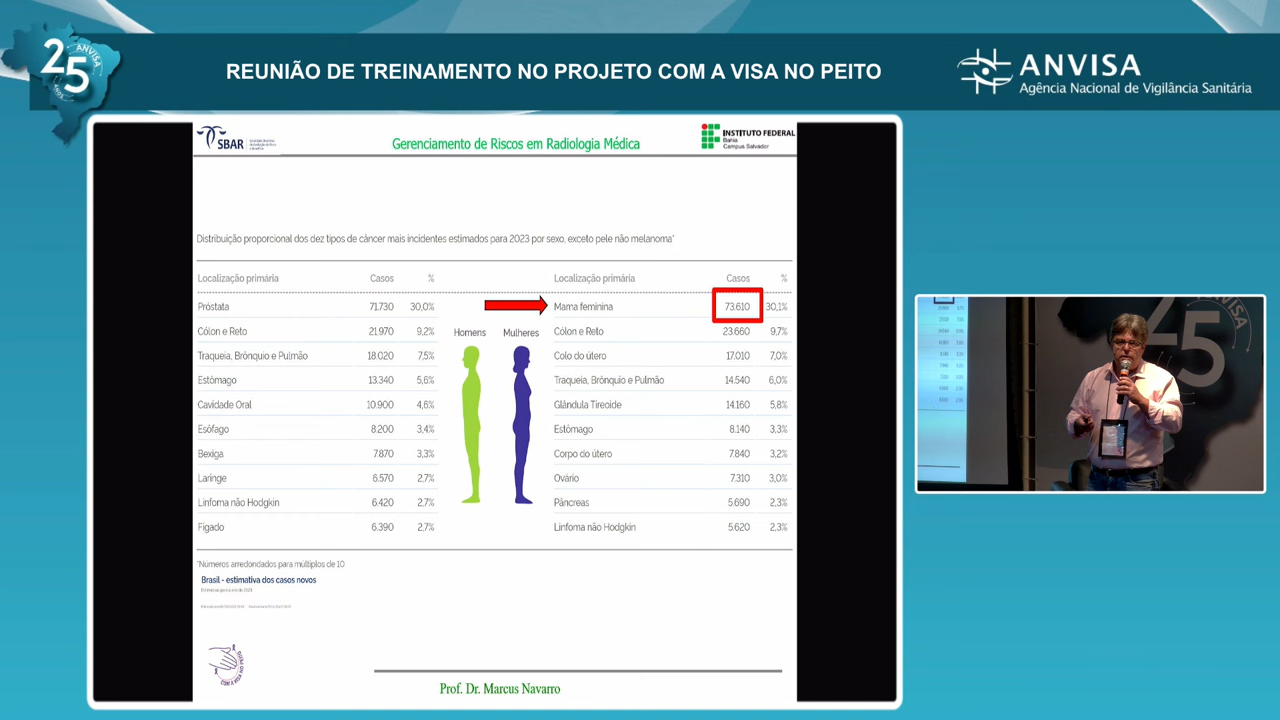 25
ANVISA
ANOS
REUNIÃO DE TREINAMENTO NO PROJETO COM A VISA NO PEITO
ANVISA
Agência Nacional de Vigilância Sanitária
SBAR
Gerenciamento de Riscos em Radiologia Médica
INSTITUTO FEDERAL
Bahia
Campus Salvador
Distribuição proporcional dos dez tipos de câncer mais incidentes estimados para 2023 por sexo, exceto pele não melanoma*
Localização primária Casos % Localização primária Casos %
Próstata 71.730 30,0% Mama feminina 73.610 30,1%
Cólon e Reto 21.970 9,2% Homens Mulheres Cólon e Reto 23.660 9,7%
Traqueia, Brônquio e Pulmão 18.020 7,5% Colo do útero 17.010 7,0%
Estômago 13.340 5,6% Traqueia, Brônquio e Pulmão 14.540 6,0%
Cavidade Oral 10.900 4,6% Glândula Tireoide 14.160 5,8%
Esôfago 8.200 3,4% Estômago 8.140 3,3%
Bexiga 7.870 3,3% Corpo do útero 7.840 3,2%
Laringe 6.570 2,7% Ovário 7.310 3,0%
Linfoma não Hodgkin 6.420 2,7% Pâncreas 5.690 2,3%
Fígado 6.390 2,7% Linfoma não Hodgkin 5.620 2,3%
*Números arredondados para múltiplos de 10
Brasil - estimativa dos casos novos
COM A VISA NO PEITO
Prof. Dr. Marcus Navarro
25